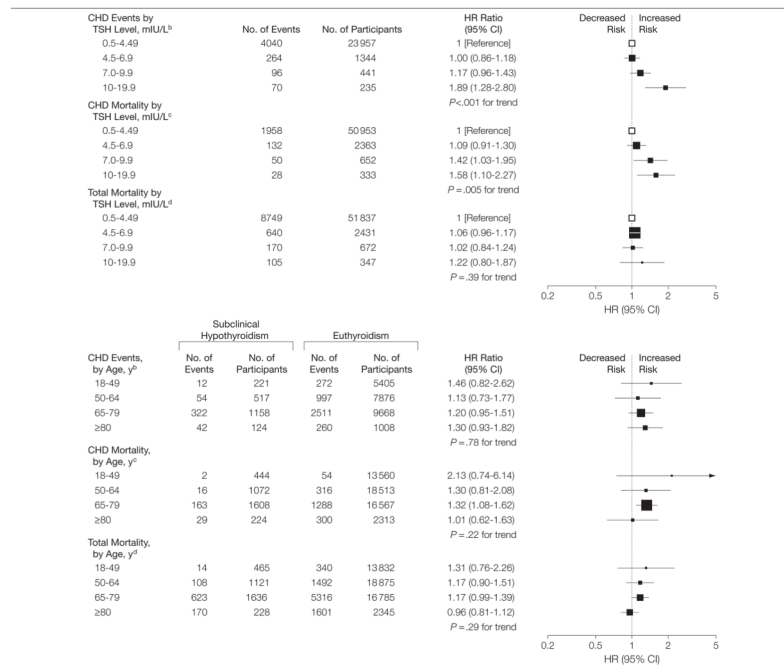 CHD Events by HR Ratio Decreased Increased
TSH Level, mIU/Lb No. of Events No. of Participants (95% CI) Risk Risk
0.5-4.49 4040 23 957 1 [Reference]
4.5-6.9 264 1344 1.00 (0.86-1.18)
7.0-9.9 96 441 1.17 (0.96-1.43)
10-19.9 70 235 1.89 (1.28-2.80)
CHD Mortality by P<.001 for trend
TSH Level, mIU/Lc
0.5-4.49 1958 50 953 1 [Reference]
4.5-6.9 132 2363 1.09 (0.91-1.30)
7.0-9.9 50 652 1.42 (1.03-1.95)
10-19.9 28 333 1.58 (1.10-2.27)
Total Mortality by P=.005 for trend
TSH Level, mIU/Ld
0.5-4.49 8749 51 837 1 [Reference]
4.5-6.9 640 2431 1.06 (0.96-1.17)
7.0-9.9 170 672 1.02 (0.84-1.24)
10-19.9 105 347 1.22 (0.80-1.87)
P=.39 for trend
0.2 0.5 1 2 5
HR (95% CI)
Subclinical
Hypothyroidism Euthyroidism
CHD Events, No. of No. of No. of No. of HR Ratio Decreased Increased
by Age, yb Events Participants Events Participants (95% CI) Risk Risk
18-49 12 221 272 5405 1.46 (0.82-2.62)
50-64 54 517 997 7876 1.13 (0.73-1.77)
65-79 322 1158 2511 9668 1.20 (0.95-1.51)
≥80 42 124 260 1008 1.30 (0.93-1.82)
CHD Mortality, P=.78 for trend
by Age, yc
18-49 2 444 54 13 560 2.13 (0.74-6.14)
50-64 16 1072 316 18 513 1.30 (0.81-2.08)
65-79 163 1608 1288 16 567 1.32 (1.08-1.62)
≥80 29 224 300 2313 1.01 (0.62-1.63)
Total Mortality, P=.22 for trend
by Age, yd
18-49 14 465 340 13 832 1.31 (0.76-2.26)
50-64 108 1121 1492 18 875 1.17 (0.90-1.51)
65-79 623 1636 5316 16 785 1.17 (0.99-1.39)
≥80 170 228 1601 2345 0.96 (0.81-1.12)
P=.29 for trend
0.2 0.5 1 2 5
HR (95% CI)